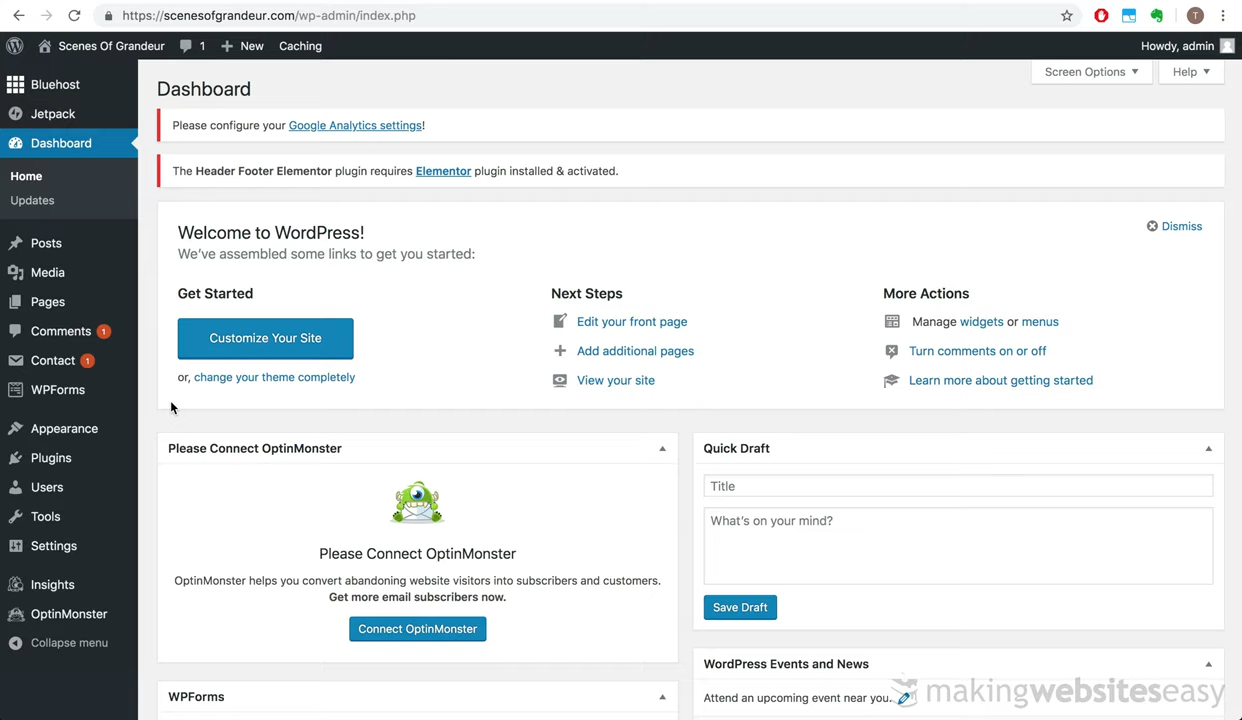 https://scenesofgrandeur.com/wp-admin/index.php
T
Scenes Of Grandeur 1 New Caching Howdy, admin
Bluehost
Jetpack
Dashboard
Home
Updates
Posts
Media
Pages
Comments 1
Contact 1
WPForms
Appearance
Plugins
Users
Tools
Settings
Insights
OptinMonster
Collapse menu
Screen Options Help
Dashboard
Please configure your Google Analytics settings!
The Header Footer Elementor plugin requires Elementor plugin installed & activated.
Welcome to WordPress!
Dismiss
We've assembled some links to get you started:
Get Started
Customize Your Site
or, change your theme completely
Next Steps
Edit your front page
Add additional pages
View your site
More Actions
Manage widgets or menus
Turn comments on or off
Learn more about getting started
Please Connect OptinMonster
Please Connect OptinMonster
OptinMonster helps you convert abandoning website visitors into subscribers and customers.
Get more email subscribers now.
Connect OptinMonster
WPForms
Quick Draft
Title
What's on your mind?
Save Draft
WordPress Events and News
Attend an upcoming event near you.
makingwebsiteseasy